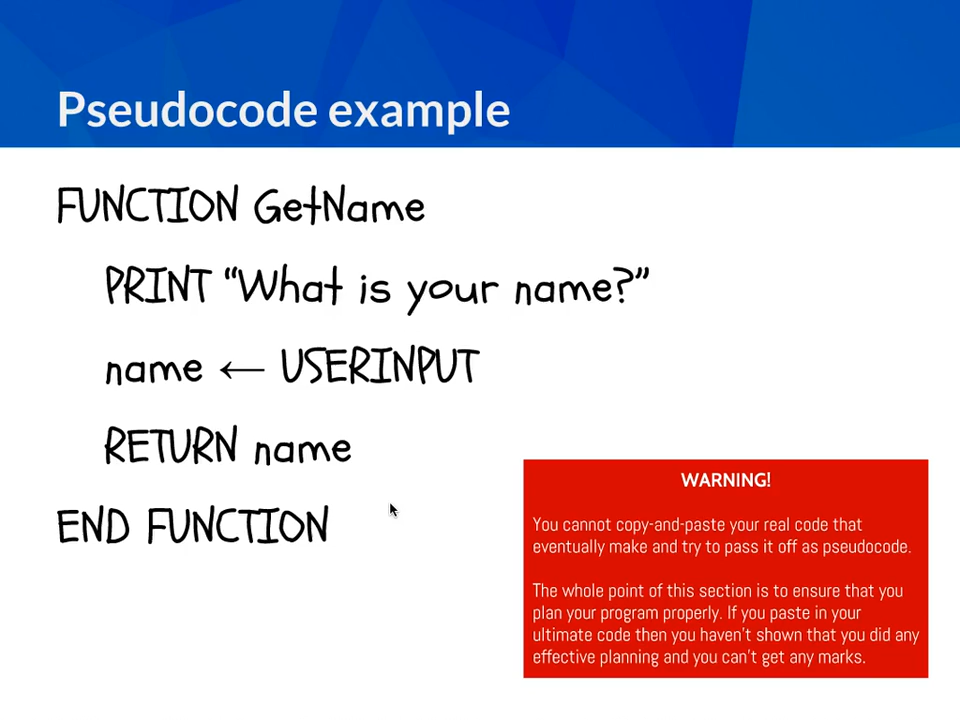 Pseudocode example
FUNCTION GetName
PRINT “What is your name?”
name ← USERINPUT
RETURN name
END FUNCTION
WARNING!
You cannot copy-and-paste your real code that
eventually make and try to pass it off as pseudocode.
The whole point of this section is to ensure that you
plan your program properly. If you paste in your
ultimate code then you haven't shown that you did any
effective planning and you can't get any marks.